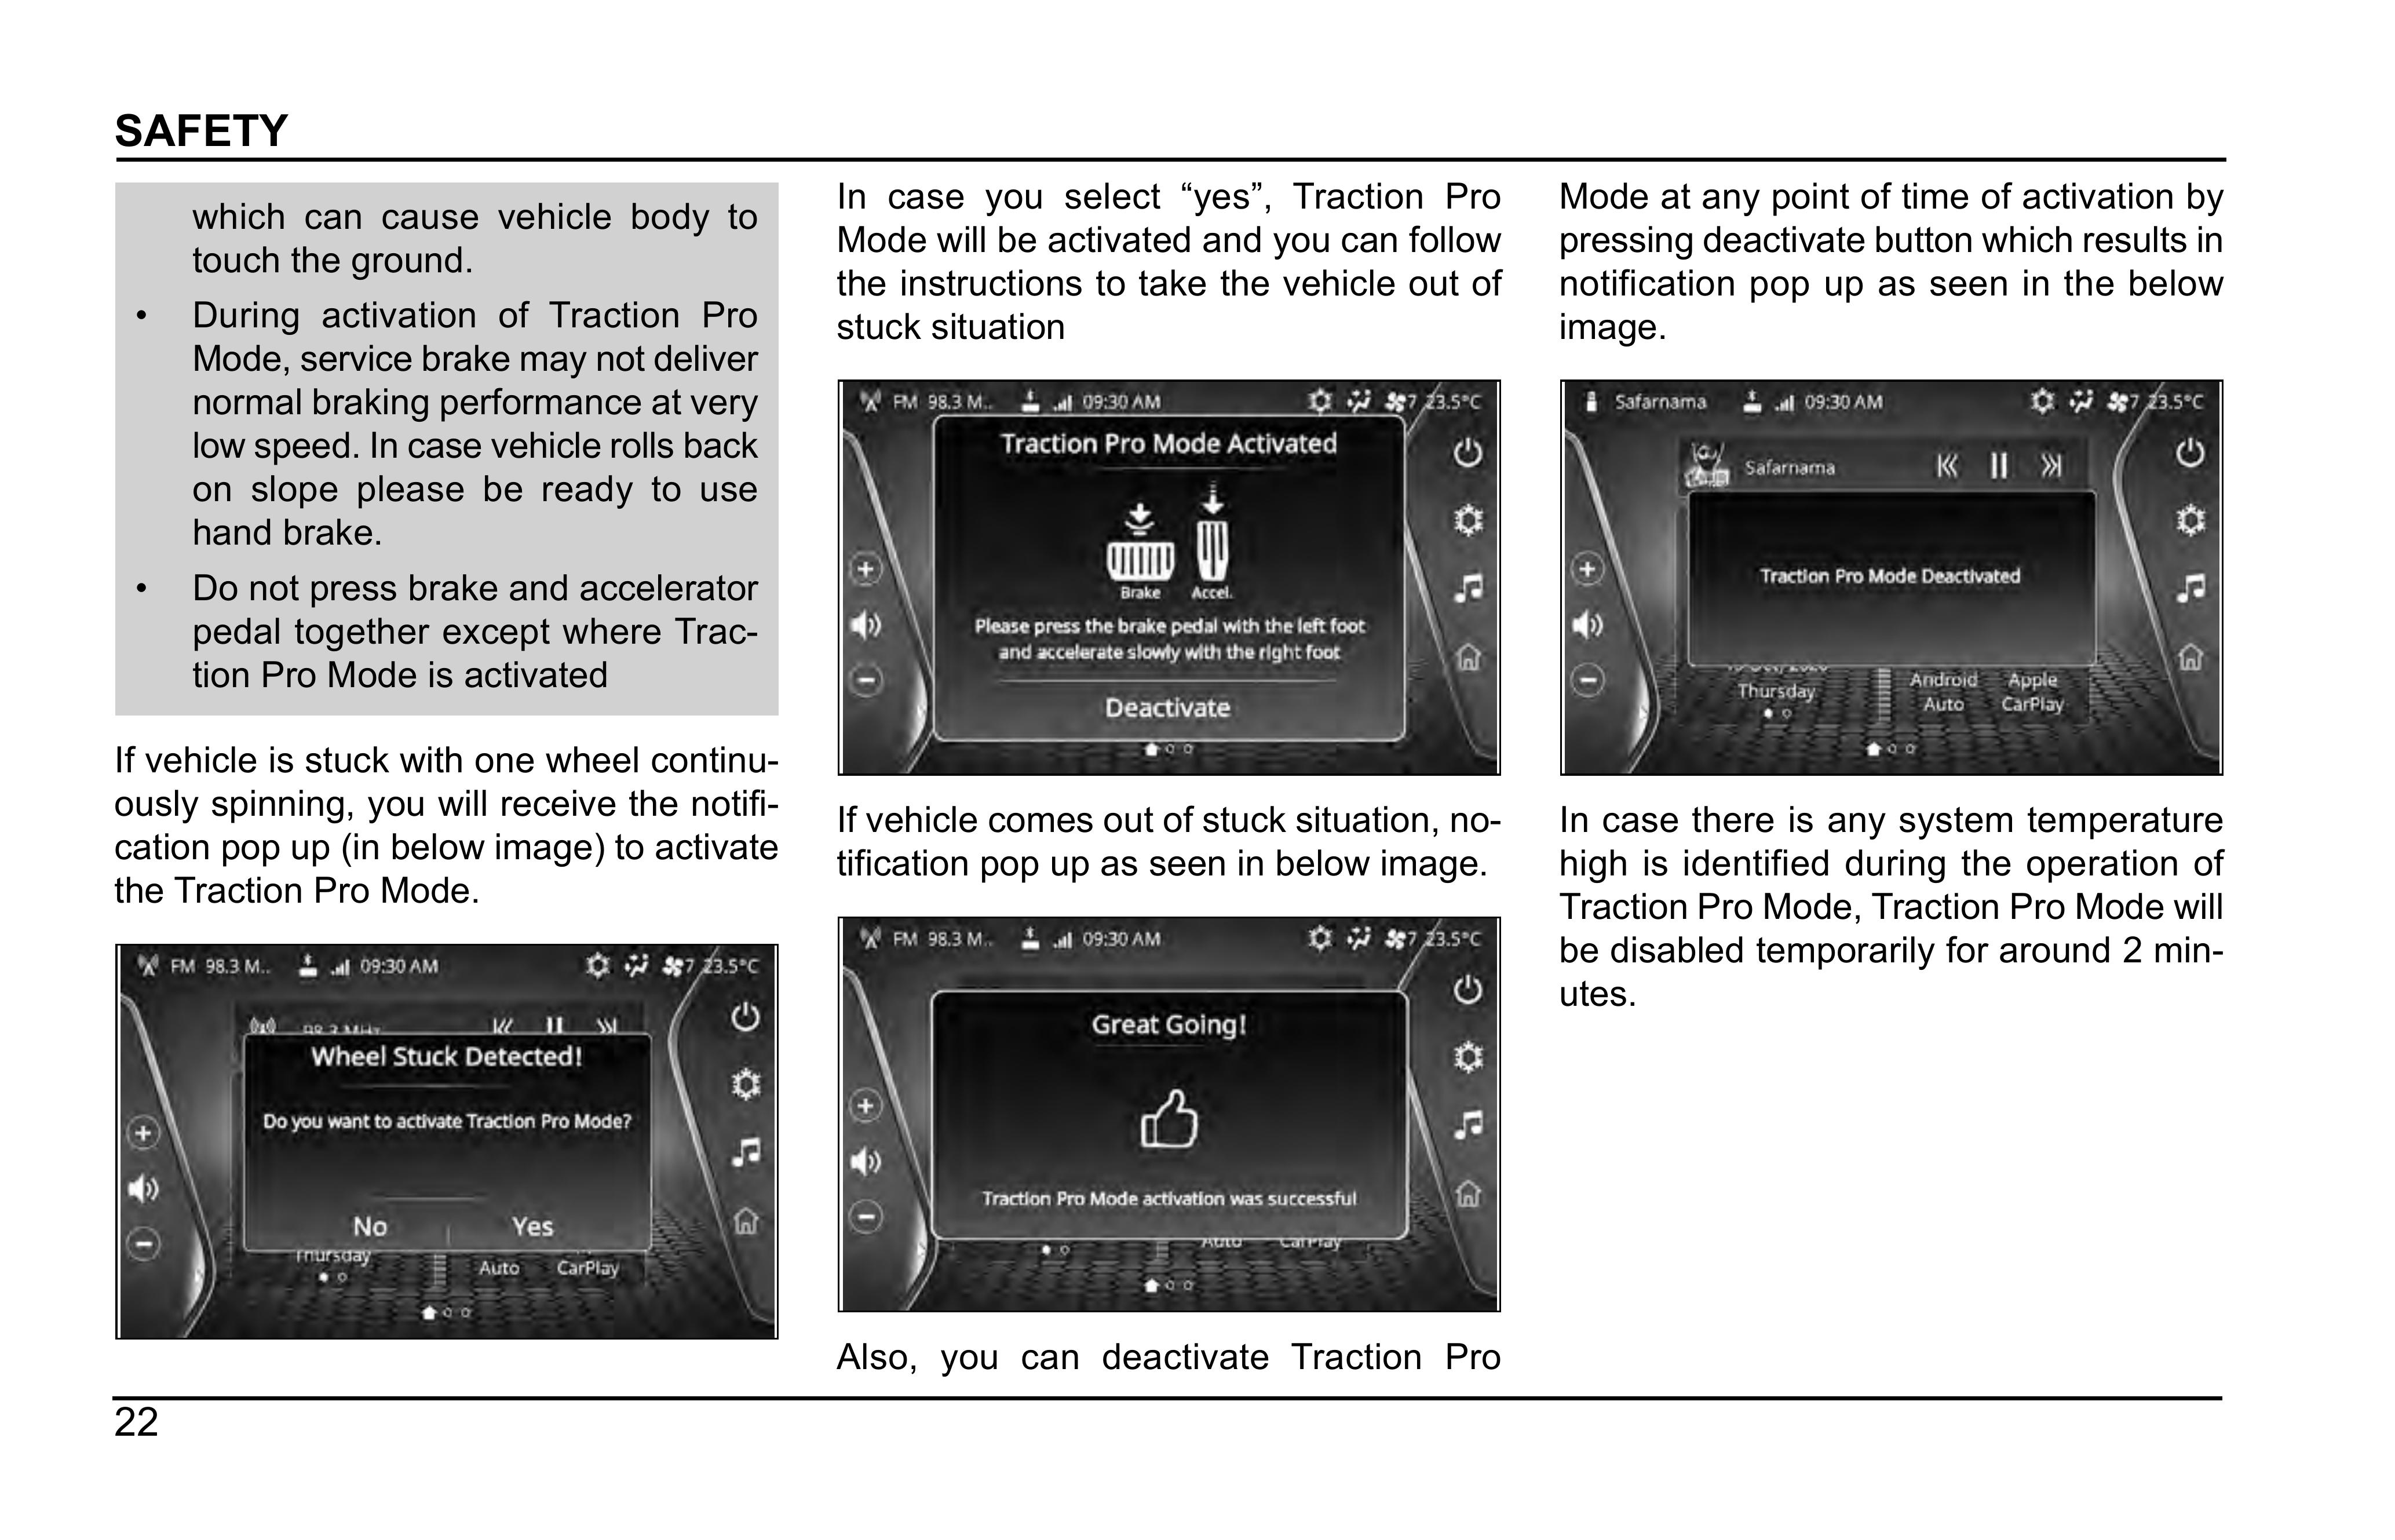 SAFETY
which can cause vehicle body to
touch the ground.
• During activation of Traction Pro
Mode, service brake may not deliver
normal braking performance at very
low speed. In case vehicle rolls back
on slope please be ready to use
hand brake.
• Do not press brake and accelerator
pedal together except where Trac-
tion Pro Mode is activated
If vehicle is stuck with one wheel continu-
ously spinning, you will receive the notifi-
cation pop up (in below image) to activate
the Traction Pro Mode.
FM 98.3 M.. 09:30 AM 7 23.5°C
98.3 MHz
Wheel Stuck Detected!
Do you want to activate Traction Pro Mode?
No Yes
Thursday
Auto CarPlay
In case you select “yes”, Traction Pro
Mode will be activated and you can follow
the instructions to take the vehicle out of
stuck situation
FM 98.3 M.. 09:30 AM 7 23.5°C
Traction Pro Mode Activated
Brake Accel.
Please press the brake pedal with the left foot
and accelerate slowly with the right foot
Deactivate
If vehicle comes out of stuck situation, no-
tification pop up as seen in below image.
FM 98.3 M.. 09:30 AM 7 23.5°C
Great Going!
Traction Pro Mode activation was successful
Auto CarPlay
Also, you can deactivate Traction Pro
Mode at any point of time of activation by
pressing deactivate button which results in
notification pop up as seen in the below
image.
Safarnama 09:30 AM 7 23.5°C
Safarnama
Traction Pro Mode Deactivated
Thursday
Android Apple
Auto CarPlay
In case there is any system temperature
high is identified during the operation of
Traction Pro Mode, Traction Pro Mode will
be disabled temporarily for around 2 min-
utes.
22